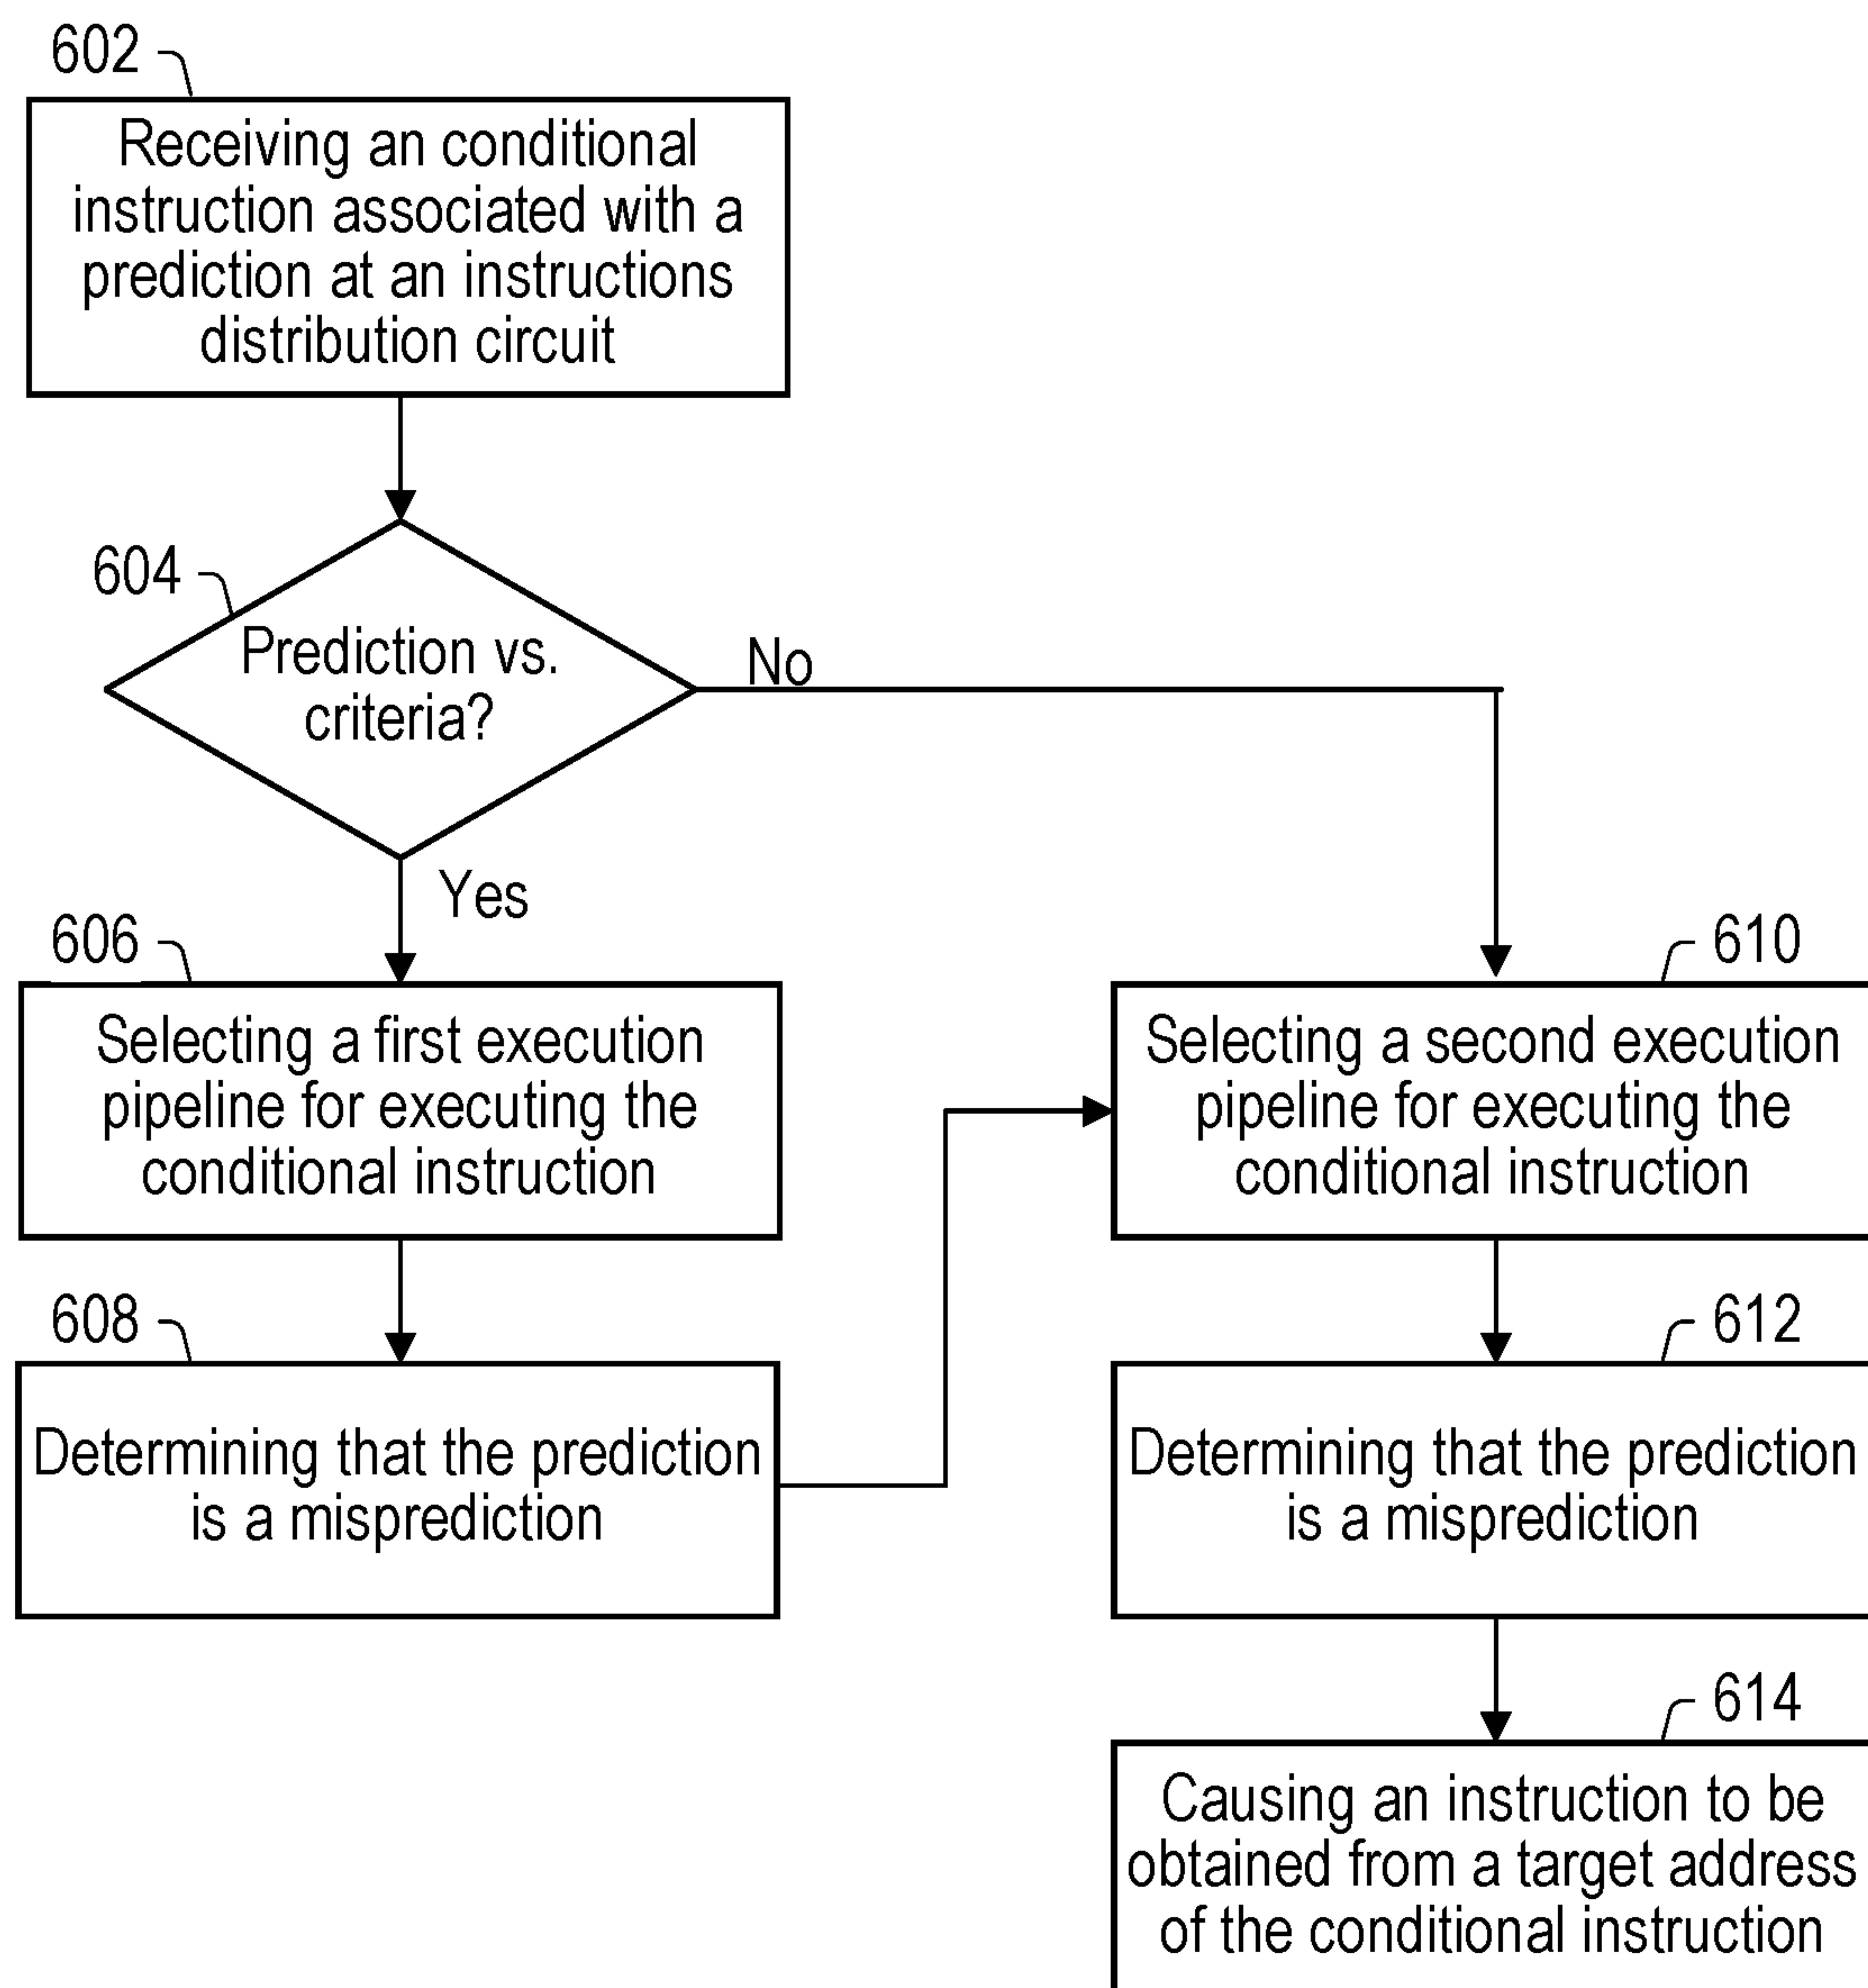 602
Receiving an conditional
instruction associated with a
prediction at an instructions
distribution circuit
604
Prediction vs.
criteria?
No
Yes
606
Selecting a first execution
pipeline for executing the
conditional instruction
610
Selecting a second execution
pipeline for executing the
conditional instruction
608
Determining that the prediction
is a misprediction
612
Determining that the prediction
is a misprediction
614
Causing an instruction to be
obtained from a target address
of the conditional instruction